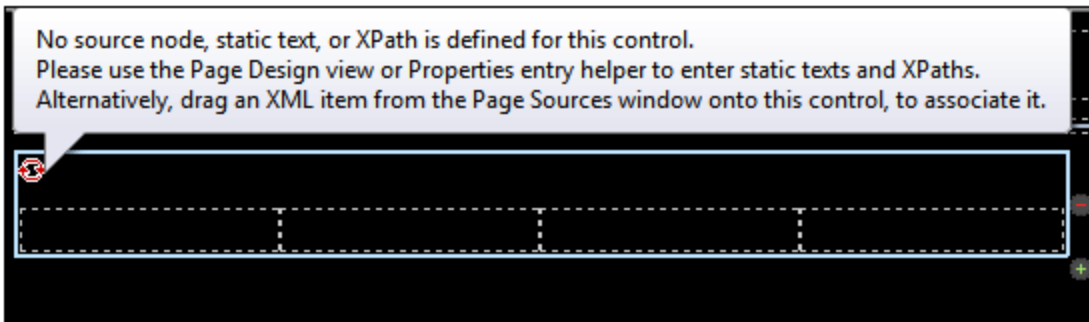 No source node, static text, or XPath is defined for this control.
Please use the Page Design view or Properties entry helper to enter static texts and XPaths.
Alternatively, drag an XML item from the Page Sources window onto this control, to associate it.